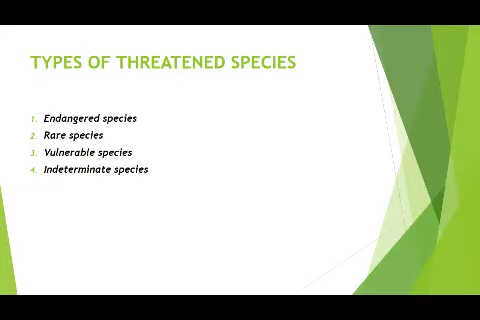 TYPES OF THREATENED SPECIES
1. Endangered species
2. Rare species
3. Vulnerable species
4. Indeterminate species